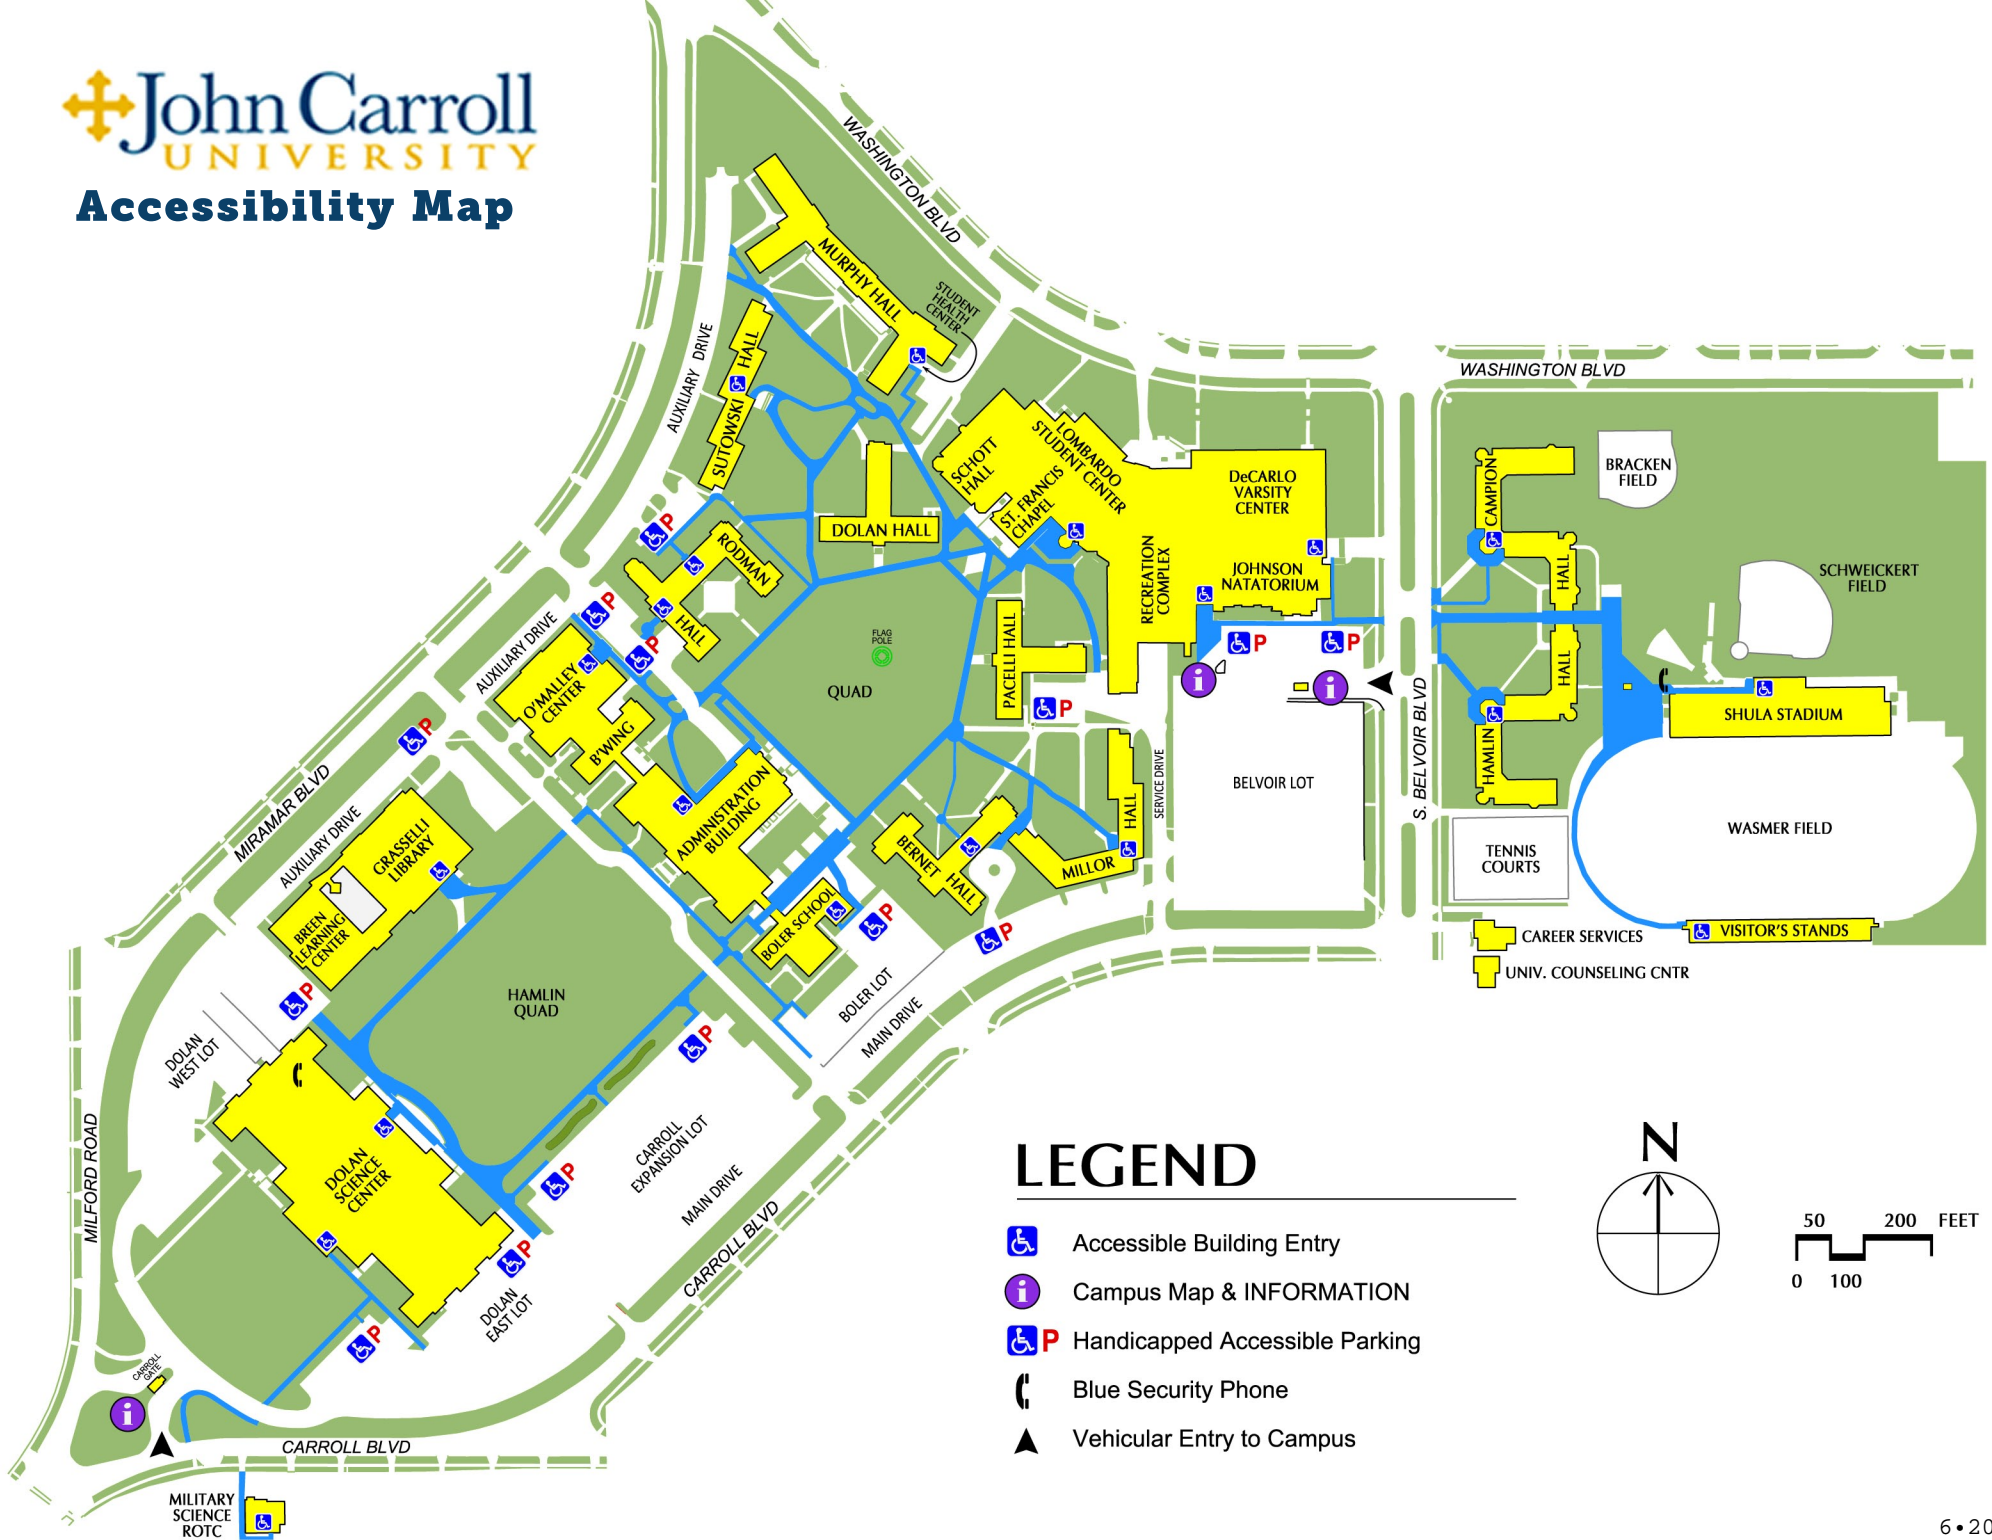 John Carroll
UNIVERSITY
Accessibility Map
WASHINGTON BLVD
MURPHY HALL
STUDENT
HEALTH
CENTER
AUXILIARY DRIVE
SUTOWSKI HALL
WASHINGTON BLVD
SCHOTT
HALL
LOMBARDO
STUDENT CENTER
ST. FRANCIS
CHAPEL
DeCARLO
VARSITY
CENTER
CAMPION
HALL
BRACKEN
FIELD
DOLAN HALL
RODMAN
HALL
RECREATION
COMPLEX
JOHNSON
NATATORIUM
SCHWEICKERT
FIELD
P
P
P
P
P
P
P
AUXILIARY DRIVE
O'MALLEY
CENTER
B'WING
FLAG
POLE
QUAD
PACELLI HALL
i
i
S. BELVOIR BLVD
HAMLIN
HALL
SHULA STADIUM
MIRAMAR BLVD
AUXILIARY DRIVE
ADMINISTRATION
BUILDING
SERVICE DRIVE
BELVOIR LOT
WASMER FIELD
GRASSELLI
LIBRARY
BREEN
LEARNING
CENTER
BERNET
HALL
MILLOR
HALL
TENNIS
COURTS
BOLER SCHOOL
P
P
CAREER SERVICES
VISITOR'S STANDS
UNIV. COUNSELING CNTR
P
HAMLIN
QUAD
BOLER LOT
MAIN DRIVE
DOLAN
WEST LOT
P
MILFORD ROAD
DOLAN
SCIENCE
CENTER
P
CARROLL
EXPANSION LOT
MAIN DRIVE
CARROLL BLVD
P
DOLAN
EAST LOT
P
CARROLL
GATE
i
CARROLL BLVD
MILITARY
SCIENCE
ROTC
LEGEND
Accessible Building Entry
i Campus Map & INFORMATION
P Handicapped Accessible Parking
Blue Security Phone
Vehicular Entry to Campus
N
50 200 FEET
0 100
6•20